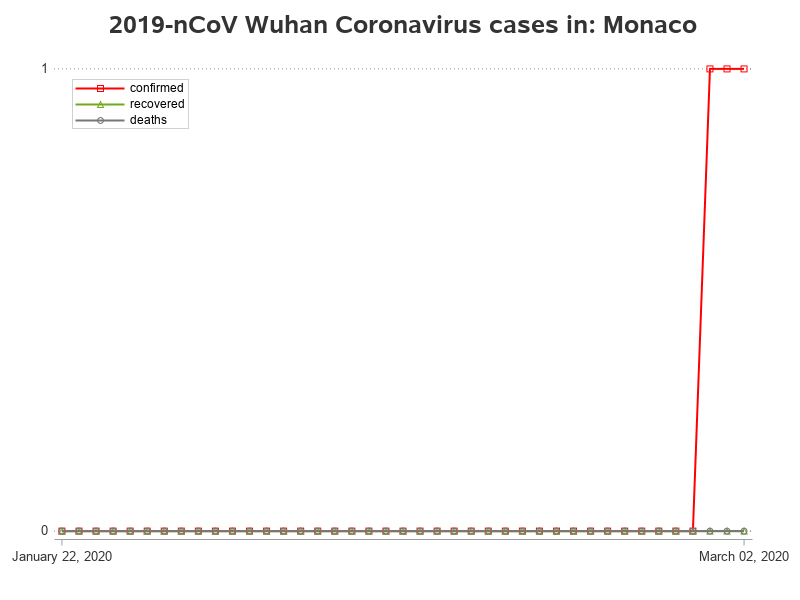 2019-nCoV Wuhan Coronavirus cases in: Monaco
1
confirmed
recovered
deaths
0
January 22, 2020
March 02, 2020